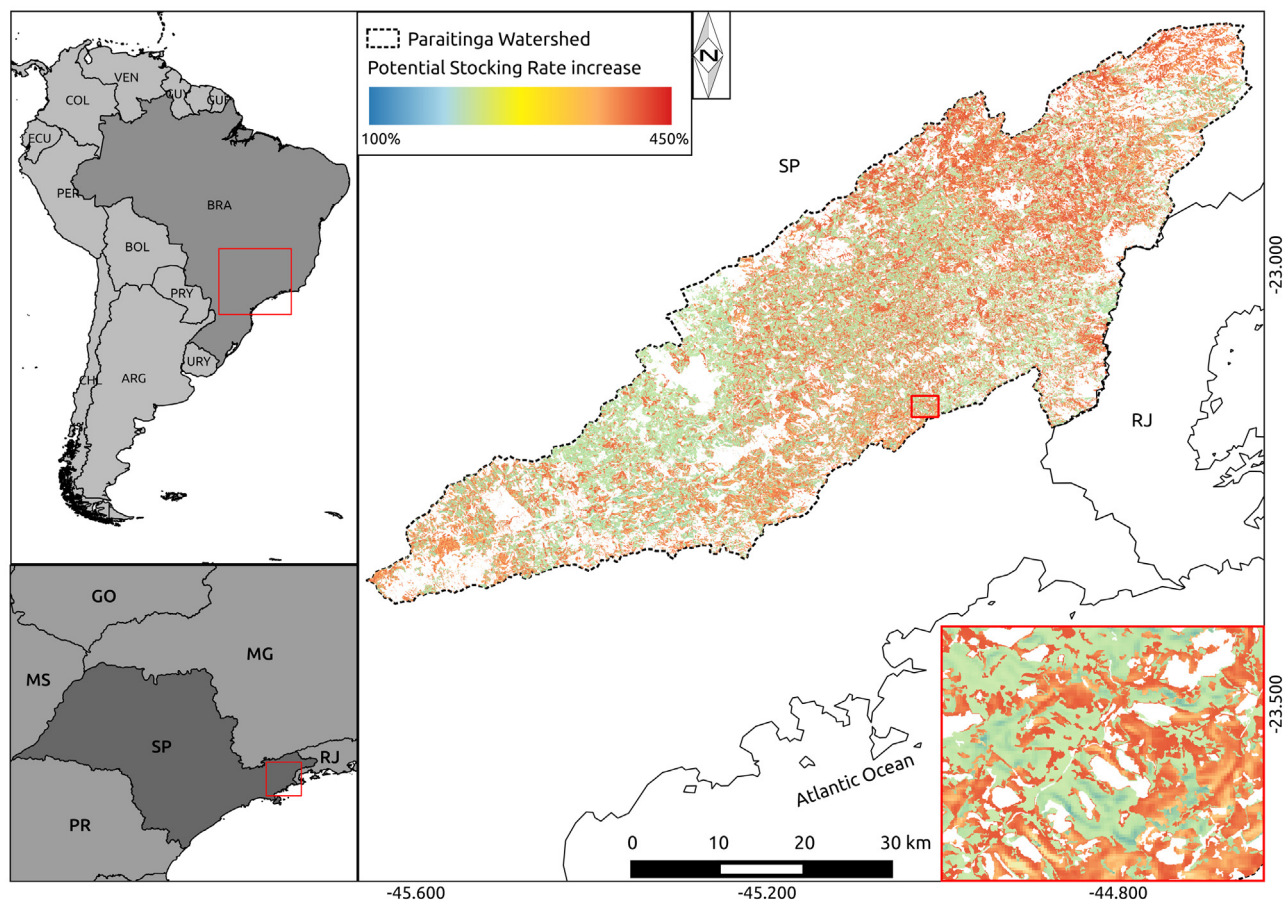 VEN
COL
GUY
GUF
ECU
PER
BRA
BOL
PRY
CHL
ARG
URY
GO
MG
MS
SP
RJ
PR
Paraitinga Watershed
Potential Stocking Rate increase
100%
450%
N
SP
RJ
-23.000
-23.500
Atlantic Ocean
0 10 20 30 km
-45.600 -45.200 -44.800